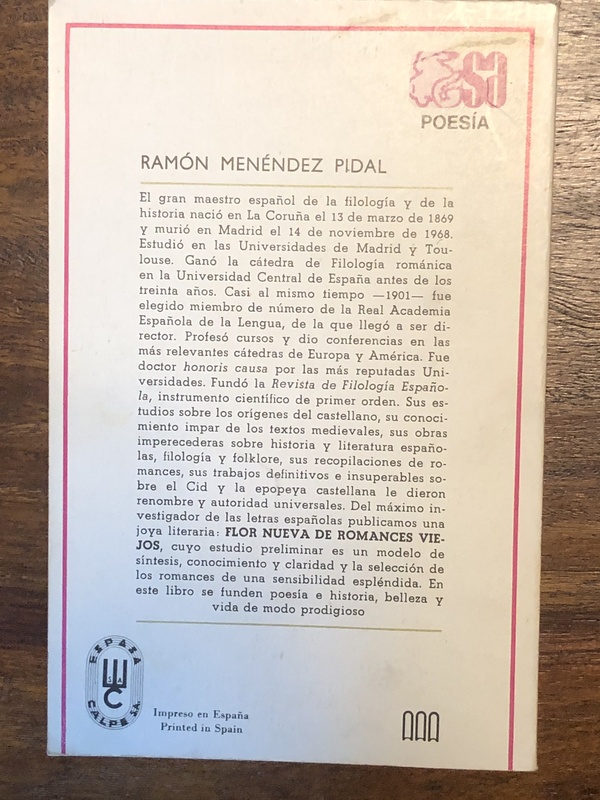 POESÍA
RAMÓN MENÉNDEZ PIDAL
El gran maestro español de la filología y de la
historia nació en La Coruña el 13 de marzo de 1869
y murió en Madrid el 14 de noviembre de 1968.
Estudió en las Universidades de Madrid y Tou-
louse. Ganó la cátedra de Filología románica
en la Universidad Central de España antes de los
treinta años. Casi al mismo tiempo —1901— fue
elegido miembro de número de la Real Academia
Española de la Lengua, de la que llegó a ser di-
rector. Profesó cursos y dio conferencias en las
más relevantes cátedras de Europa y América. Fue
doctor honoris causa por las más reputadas Uni-
versidades. Fundó la Revista de Filología Españo-
la, instrumento científico de primer orden. Sus es-
tudios sobre los orígenes del castellano, su conoci-
miento impar de los textos medievales, sus obras
imperecederas sobre historia y literatura españo-
las, filología y folklore, sus recopilaciones de ro-
mances, sus trabajos definitivos e insuperables so-
bre el Cid y la epopeya castellana le dieron
renombre y autoridad universales. Del máximo in-
vestigador de las letras españolas publicamos una
joya literaria: FLOR NUEVA DE ROMANCES VIE-
JOS, cuyo estudio preliminar es un modelo de
síntesis, conocimiento y claridad y la selección de
los romances de una sensibilidad espléndida. En
este libro se funden poesía e historia, belleza y
vida de modo prodigioso
ESPASA
CALPE S.A.
Impreso en España
Printed in Spain